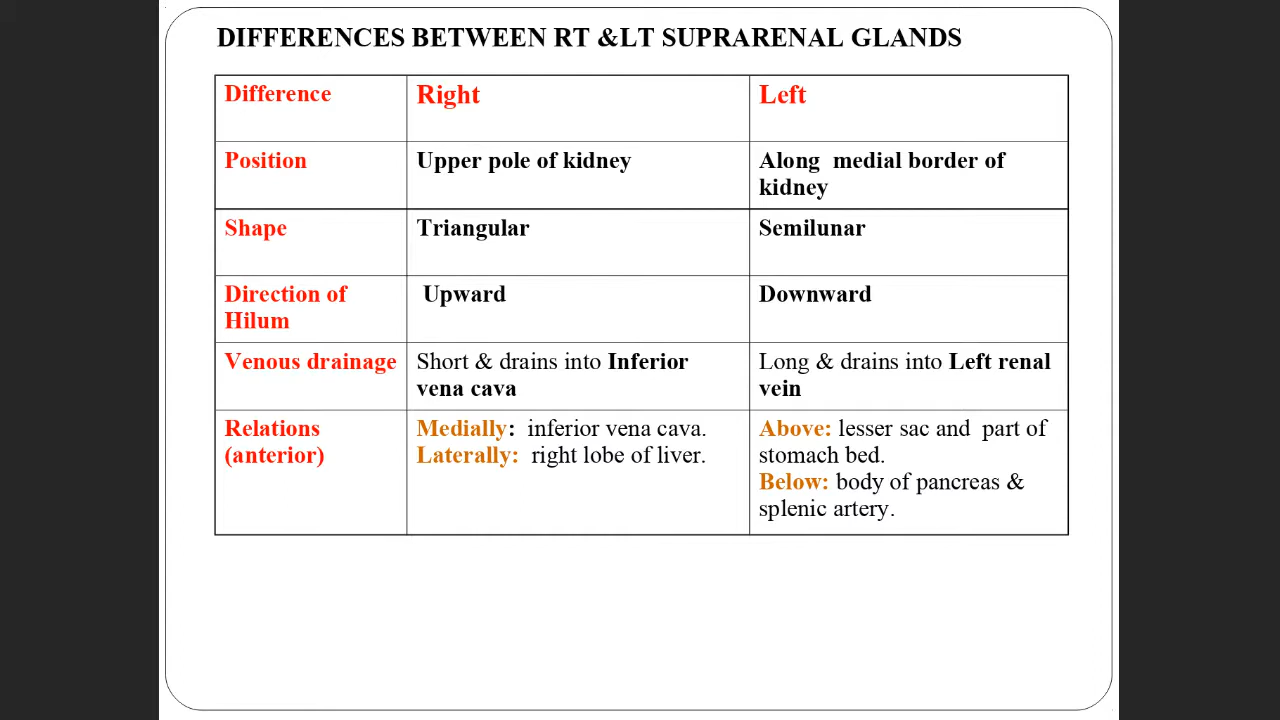 DIFFERENCES BETWEEN RT &LT SUPRARENAL GLANDS
Difference
Right
Left
Position
Upper pole of kidney
Along medial border of
kidney
Shape
Triangular
Semilunar
Direction of
Hilum
Upward
Downward
Venous drainage
Short & drains into Inferior
vena cava
Long & drains into Left renal
vein
Relations
(anterior)
Medially: inferior vena cava.
Laterally: right lobe of liver.
Above: lesser sac and part of
stomach bed.
Below: body of pancreas &
splenic artery.